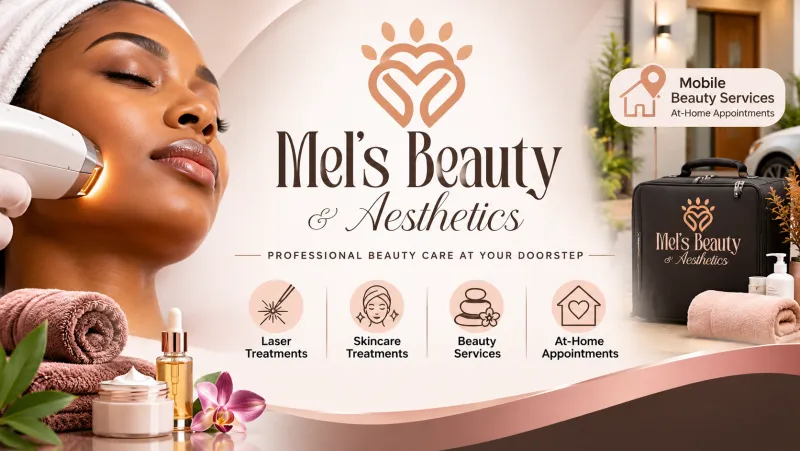 Mel's Beauty
& Aesthetics
PROFESSIONAL BEAUTY CARE AT YOUR DOORSTEP
Laser
Treatments
Skincare
Treatments
Beauty
Services
At-Home
Appointments
Mobile
Beauty Services
At-Home Appointments
Mel's Beauty
& Aesthetics